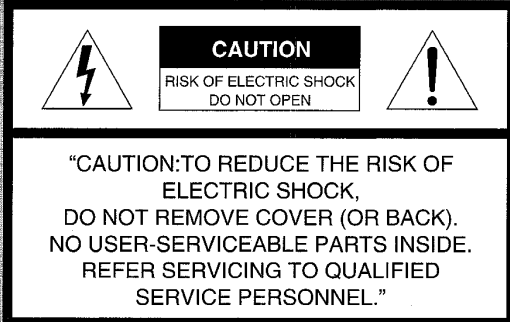 CAUTION
RISK OF ELECTRIC SHOCK
DO NOT OPEN
!
“CAUTION:TO REDUCE THE RISK OF
ELECTRIC SHOCK,
DO NOT REMOVE COVER (OR BACK).
NO USER-SERVICEABLE PARTS INSIDE.
REFER SERVICING TO QUALIFIED
SERVICE PERSONNEL.”